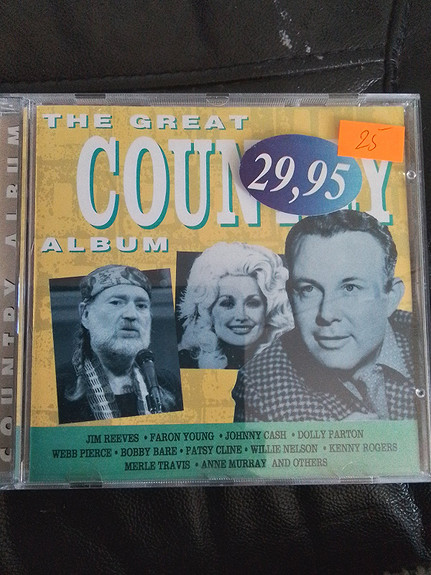 THE GREAT
COUNTRY
ALBUM
29,95
25
COUNTRY ALBUM
JIM REEVES • FARON YOUNG • JOHNNY CASH • DOLLY PARTON
WEBB PIERCE • BOBBY BARE • PATSY CLINE • WILLIE NELSON • KENNY ROGERS
MERLE TRAVIS • ANNE MURRAY AND OTHERS